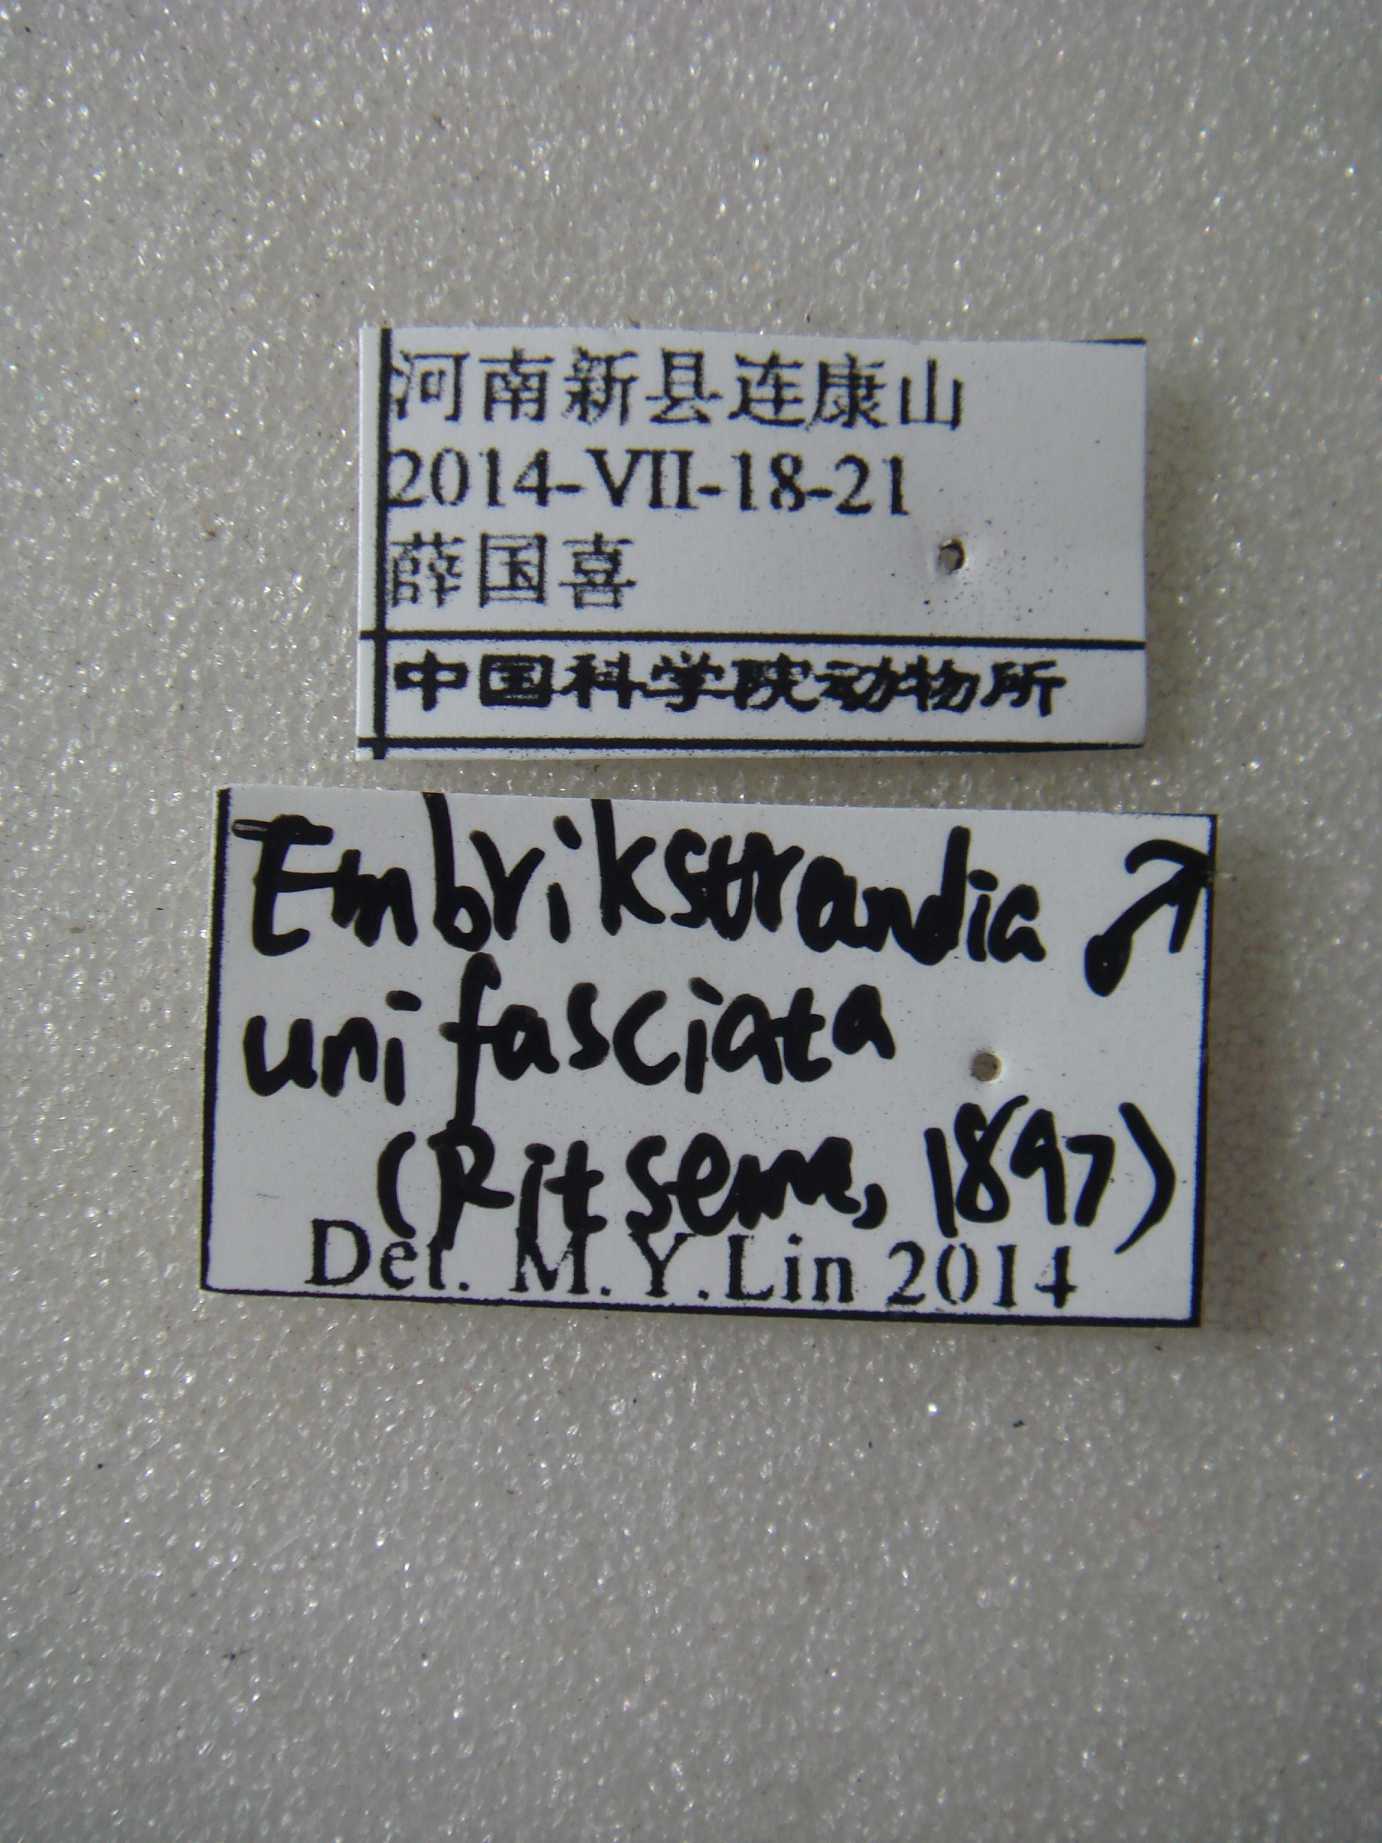 河南新县连康山
2014-VII-18-21
薛国喜
中国科学院动物所
Embrikstrandia ♂
unifasciata
(Ritsema, 1897)
Det. M.Y.Lin 2014